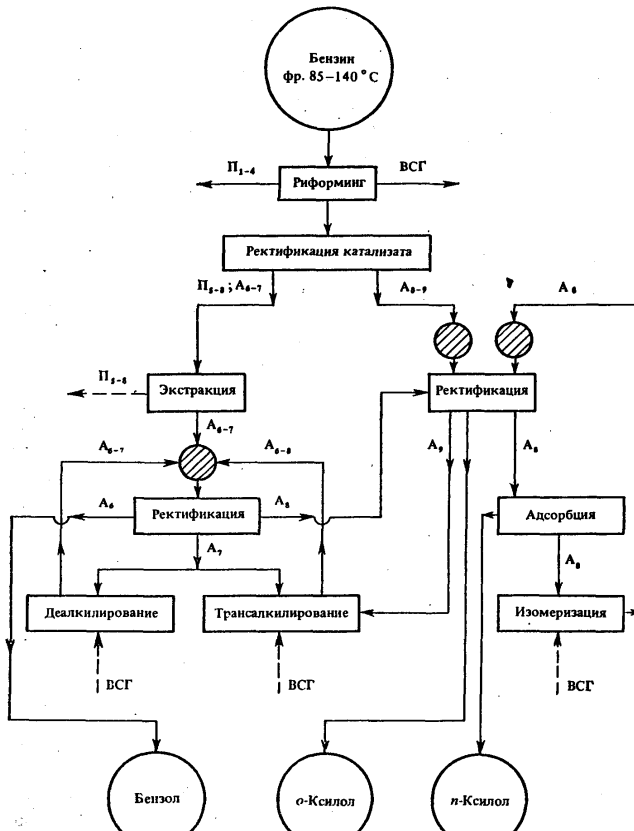 Бензин
фр. 85–140 °С
П₁₋₄
ВСГ
Риформинг
Ректификация катализата
П₅₋₈; А₆₋₇
А₈₋₉
А₈
П₅₋₈
Экстракция
Ректификация
А₆₋₇
А₉
А₈
А₆₋₇
А₆₋₈
А₆
Ректификация
А₈
Адсорбция
А₇
А₈
Деалкилирование
Трансалкилирование
Изомеризация
ВСГ
ВСГ
ВСГ
Бензол
о-Ксилол
п-Ксилол